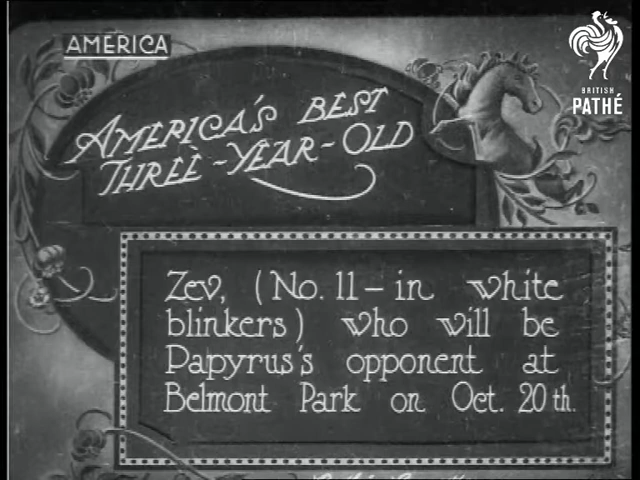 AMERICA
BRITISH
PATHÉ
AMERICA'S BEST
THREE-YEAR-OLD
Zev, (No. 11 – in white
blinkers) who will be
Papyrus's opponent at
Belmont Park on Oct. 20th.